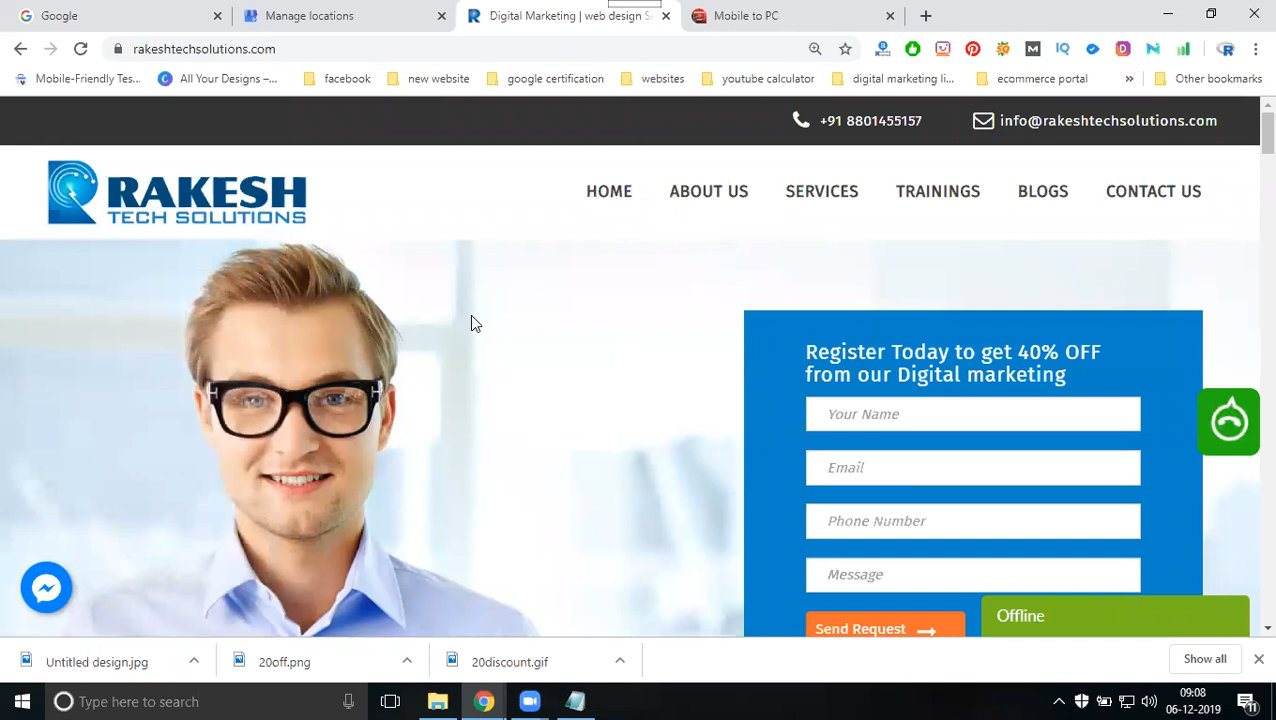 Google
Manage locations
Digital Marketing | web design Se
Mobile to PC
rakeshtechsolutions.com
Mobile-Friendly Tes...
All Your Designs –...
facebook
new website
google certification
websites
youtube calculator
digital marketing li...
ecommerce portal
»
Other bookmarks
+91 8801455157
info@rakeshtechsolutions.com
RAKESH
TECH SOLUTIONS
HOME
ABOUT US
SERVICES
TRAININGS
BLOGS
CONTACT US
Register Today to get 40% OFF
from our Digital marketing
Your Name
Email
Phone Number
Message
Send Request
Offline
Untitled design.jpg
20off.png
20discount.gif
Show all
Type here to search
09:08
06-12-2019
11